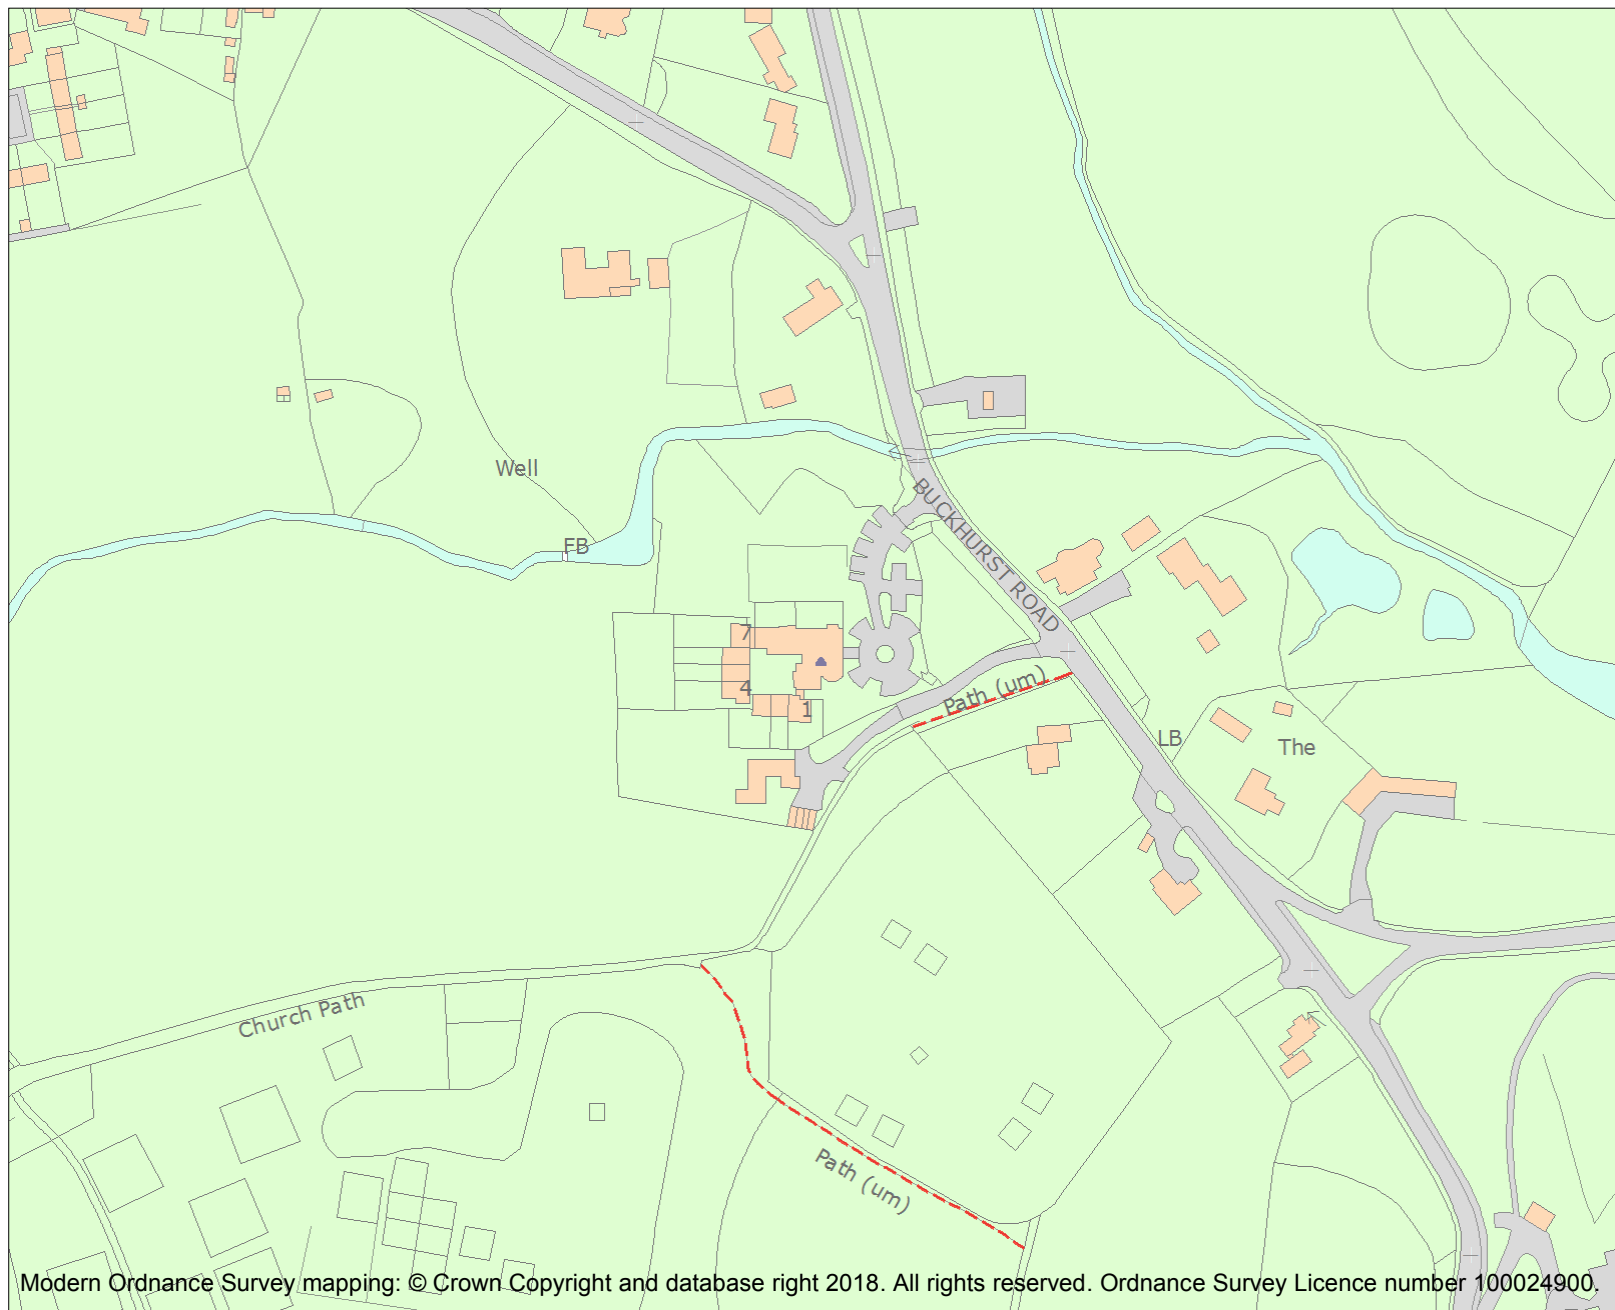 Well
BUCKHURST ROAD
FB
7
4
1
Path (um)
LB
The
Church Path
Path (um)
Modern Ordnance Survey mapping: © Crown Copyright and database right 2018. All rights reserved. Ordnance Survey Licence number 100024900.